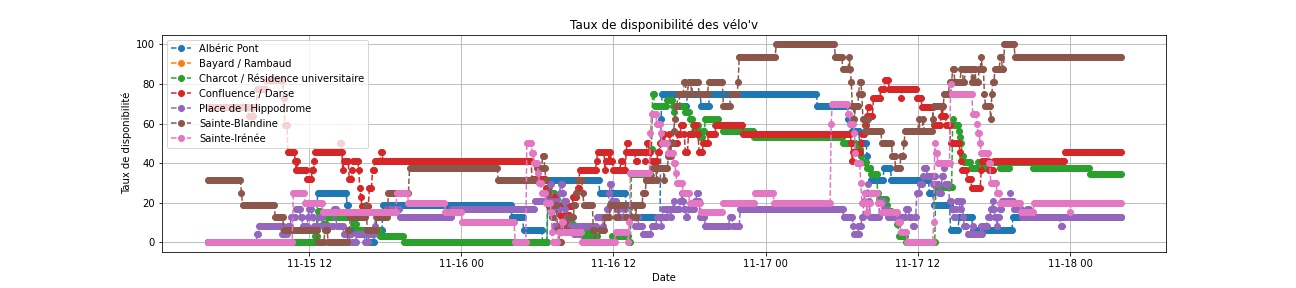 Taux de disponibilité des vélo'v
Taux de disponibilité
100
80
60
40
20
0
Albéric Pont
Bayard / Rambaud
Charcot / Résidence universitaire
Confluence / Darse
Place de l'Hippodrome
Sainte-Blandine
Sainte-Irénée
11-15 12
11-16 00
11-16 12
11-17 00
11-17 12
11-18 00
Date